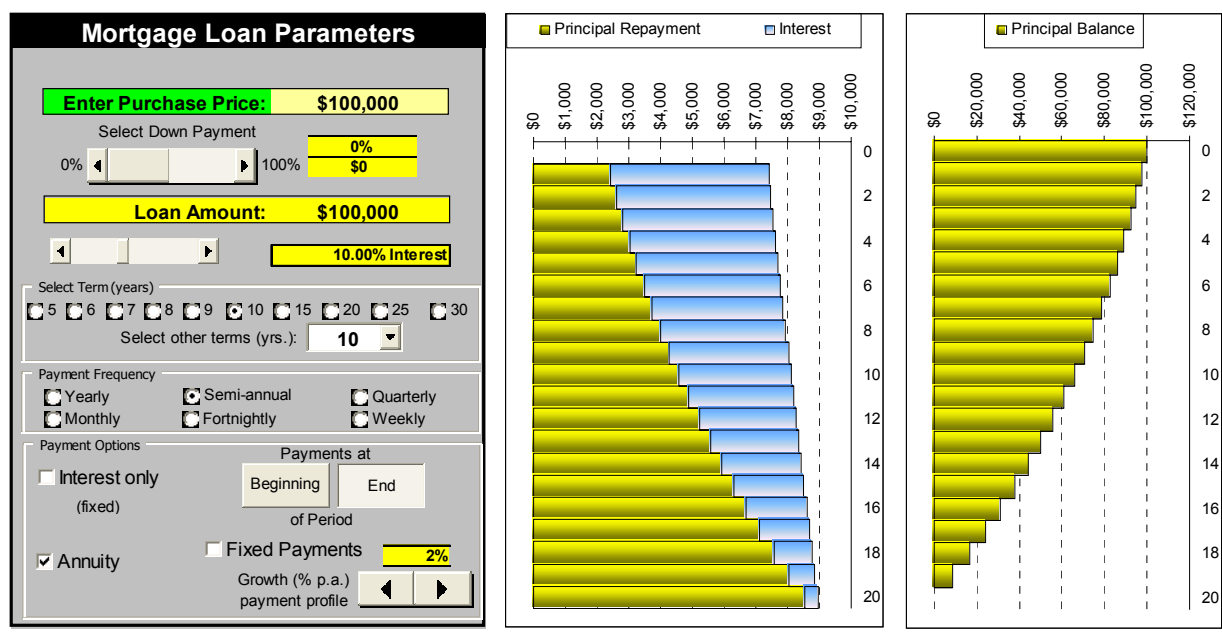 Mortgage Loan Parameters
Enter Purchase Price: $100,000
Select Down Payment
0% 100%
0%
$0
Loan Amount: $100,000
10.00% Interest
Select Term (years)
5 6 7 8 9 10 15 20 25 30
Select other terms (yrs.): 10
Payment Frequency
Yearly Semi-annual Quarterly
Monthly Fortnightly Weekly
Payment Options
Interest only
(fixed)
Payments at
Beginning End
of Period
Annuity
Fixed Payments 2%
Growth (% p.a.)
payment profile
Principal Repayment Interest
$0 $1,000 $2,000 $3,000 $4,000 $5,000 $6,000 $7,000 $8,000 $9,000 $10,000
0
2
4
6
8
10
12
14
16
18
20
Principal Balance
$0 $20,000 $40,000 $60,000 $80,000 $100,000 $120,000
0
2
4
6
8
10
12
14
16
18
20